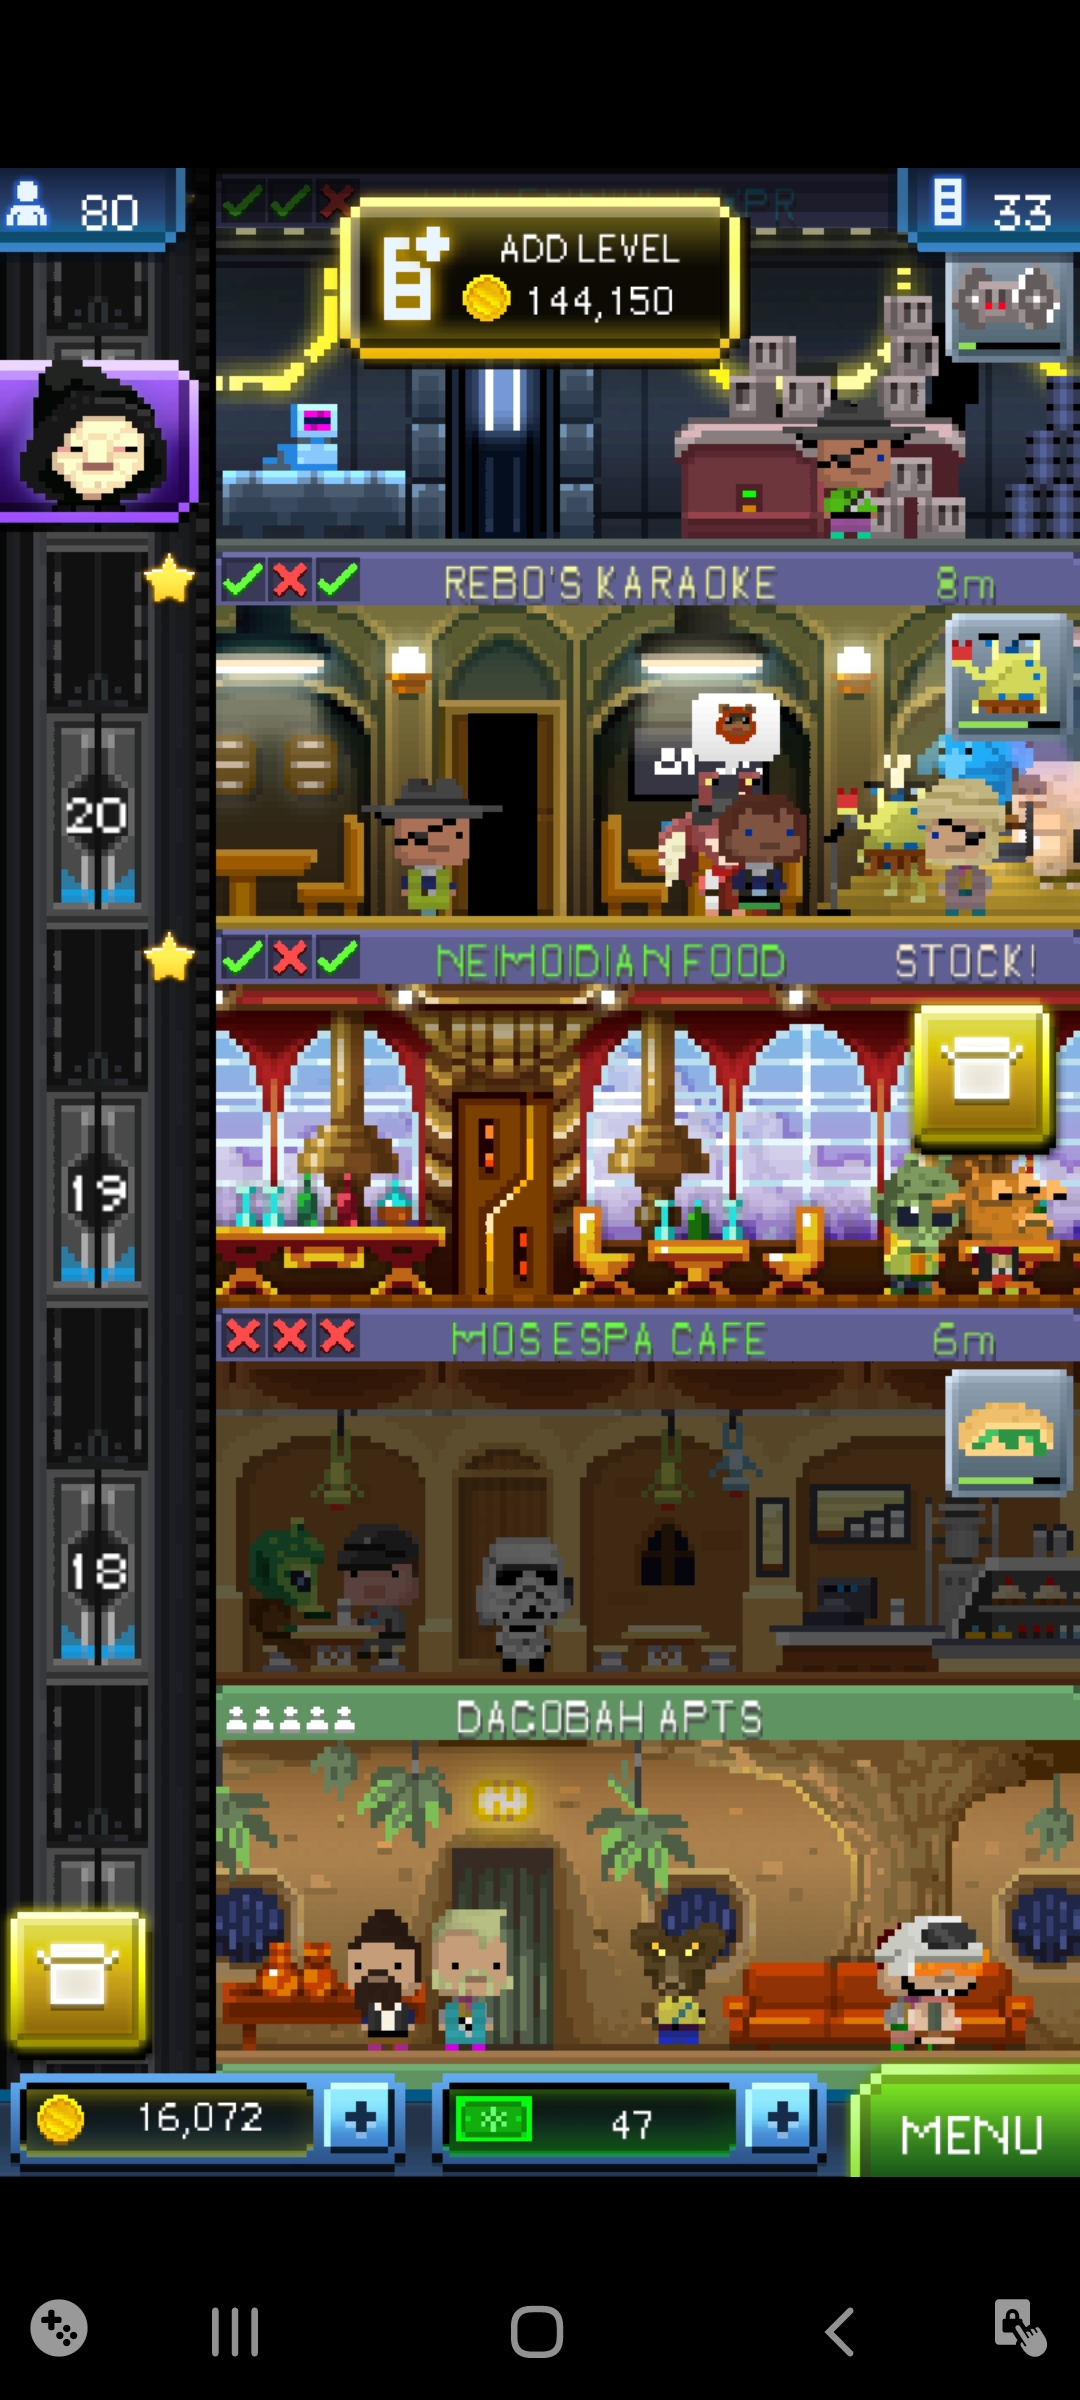 80
33
ADD LEVEL
144,150
REBO'S KARAOKE
8m
20
NEIMOIDIAN FOOD
STOCK!
19
MOS ESPA CAFE
6m
18
DAGOBAH APTS
16,072
47
MENU